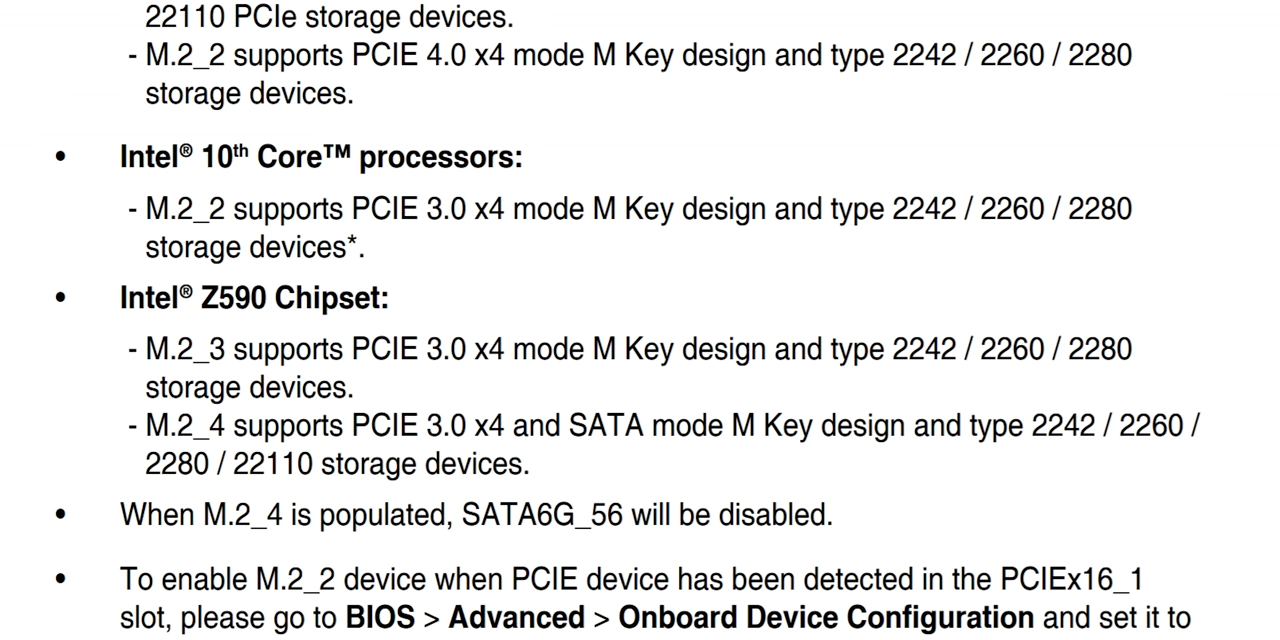 22110 PCIe storage devices.
- M.2_2 supports PCIE 4.0 x4 mode M Key design and type 2242 / 2260 / 2280
storage devices.
• Intel® 10th Core™ processors:
- M.2_2 supports PCIE 3.0 x4 mode M Key design and type 2242 / 2260 / 2280
storage devices*.
• Intel® Z590 Chipset:
- M.2_3 supports PCIE 3.0 x4 mode M Key design and type 2242 / 2260 / 2280
storage devices.
- M.2_4 supports PCIE 3.0 x4 and SATA mode M Key design and type 2242 / 2260 /
2280 / 22110 storage devices.
• When M.2_4 is populated, SATA6G_56 will be disabled.
• To enable M.2_2 device when PCIE device has been detected in the PCIEx16_1
slot, please go to BIOS > Advanced > Onboard Device Configuration and set it to